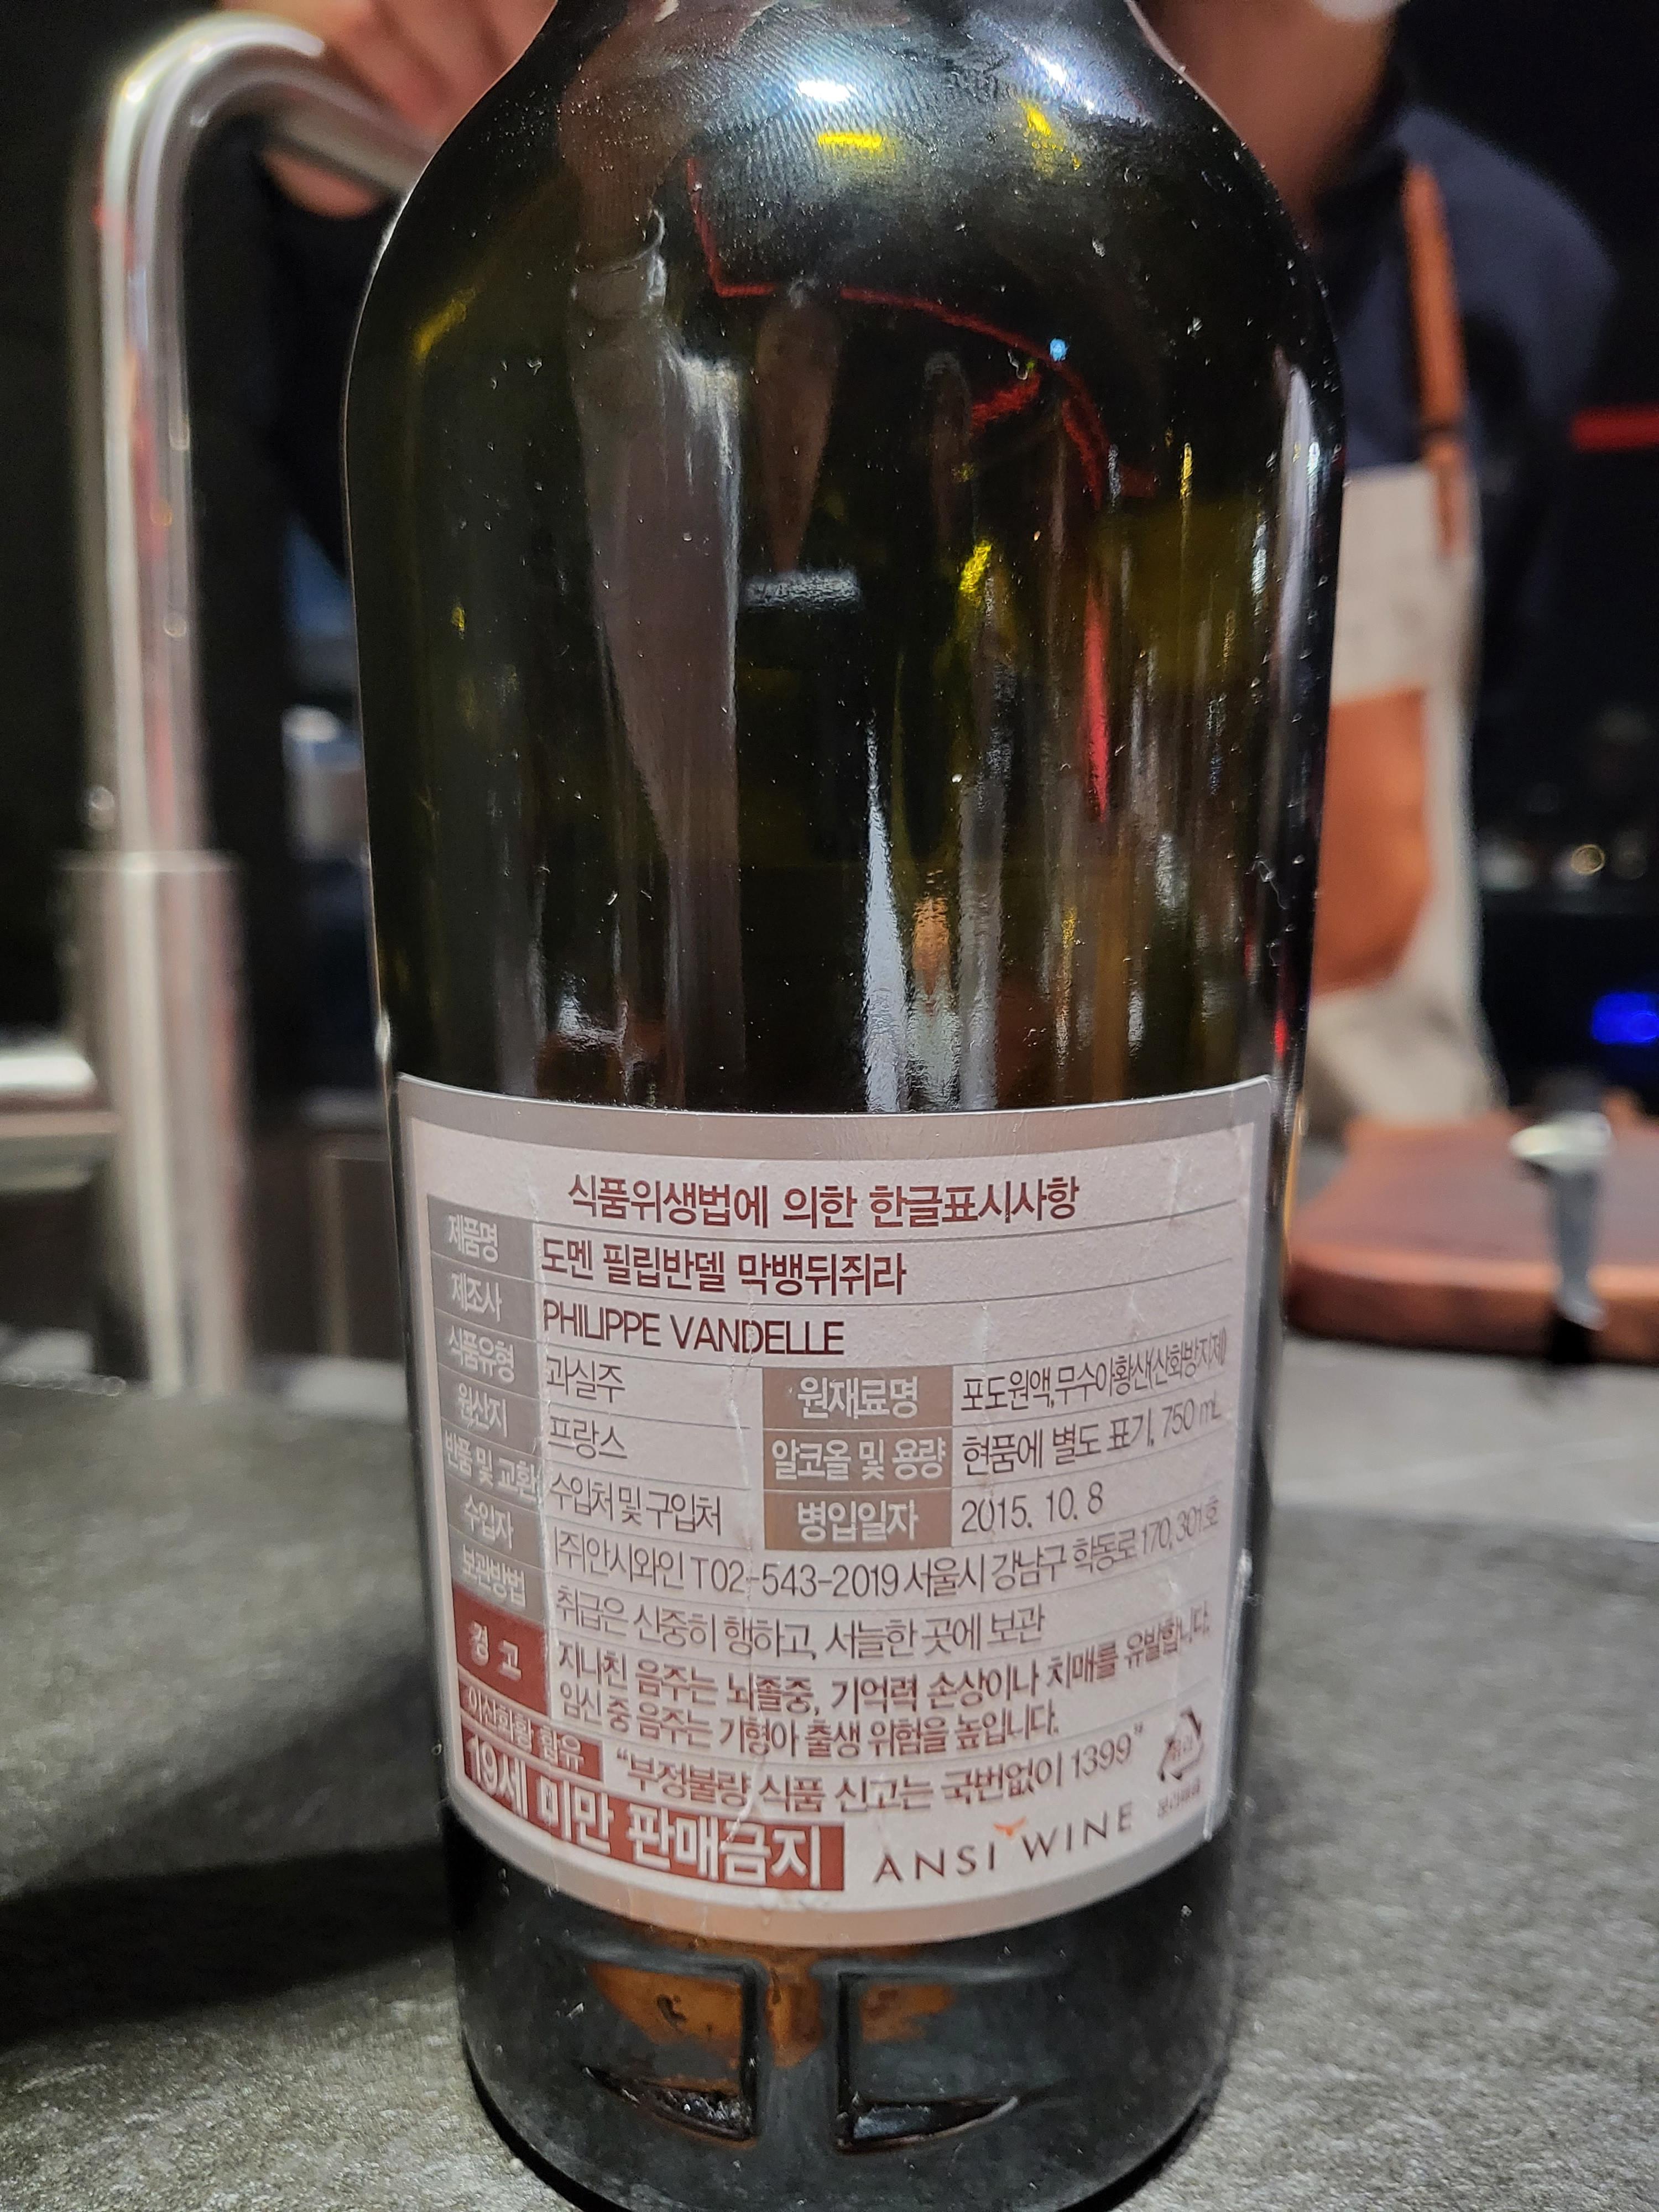 식품위생법에 의한 한글표시사항
제품명 도멘 필립반델 막뱅뒤쥐라
제조사 PHILIPPE VANDELLE
식품유형 과실주 원재료명 포도원액,무수아황산(산화방지제)
원산지 프랑스 알코올 및 용량 현품에 별도 표기, 750 mL
반품 및 교환 수입처 및 구입처 병입일자 2015. 10. 8
수입자 (주)안시와인 T02-543-2019 서울시 강남구 학동로 170, 301호
보관방법 취급은 신중히 행하고, 서늘한 곳에 보관
경고 지나친 음주는 뇌졸중, 기억력 손상이나 치매를 유발합니다.
임신 중 음주는 기형아 출생 위험을 높입니다.
이산화황 함유 "부정불량 식품 신고는 국번없이 1399"
19세 미만 판매금지 ANSI WINE